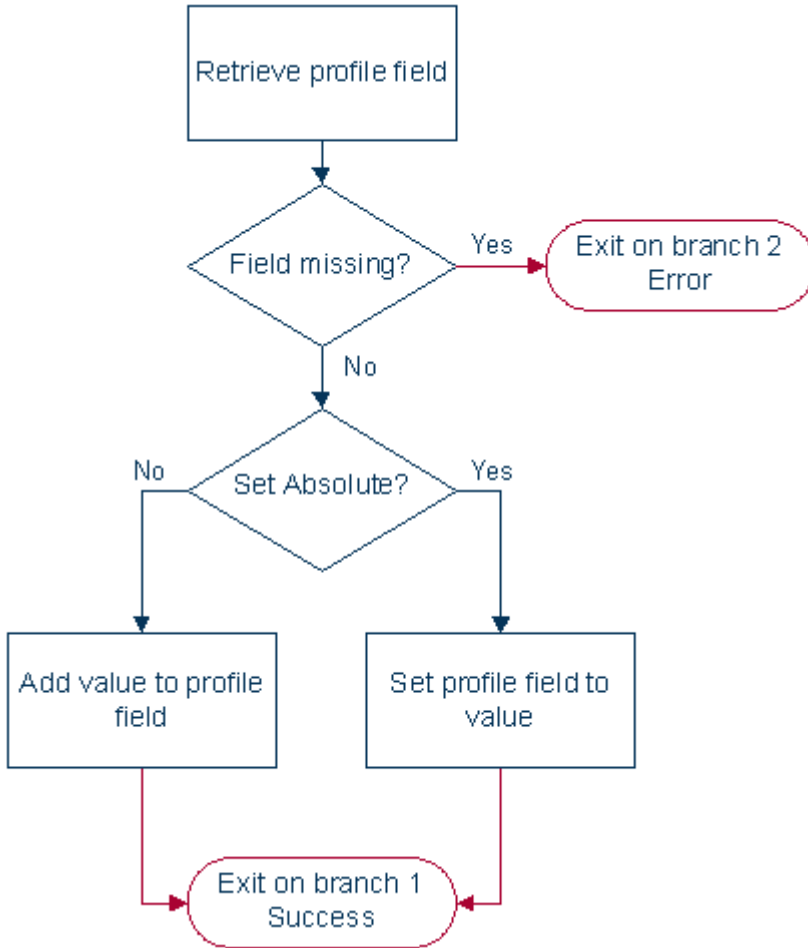 Retrieve profile field
Field missing?
Yes
Exit on branch 2
Error
No
Set Absolute?
No
Yes
Add value to profile
field
Set profile field to
value
Exit on branch 1
Success